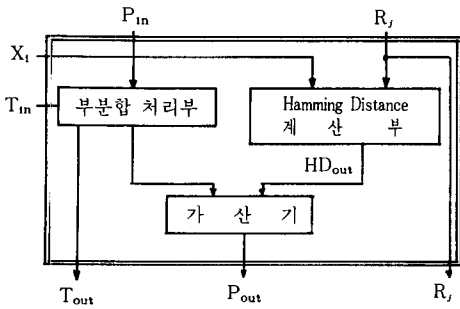 P_in R_j
X_i
T_in 부분합 처리부 Hamming Distance
계 산 부
HD_out
가 산 기
T_out P_out R_j